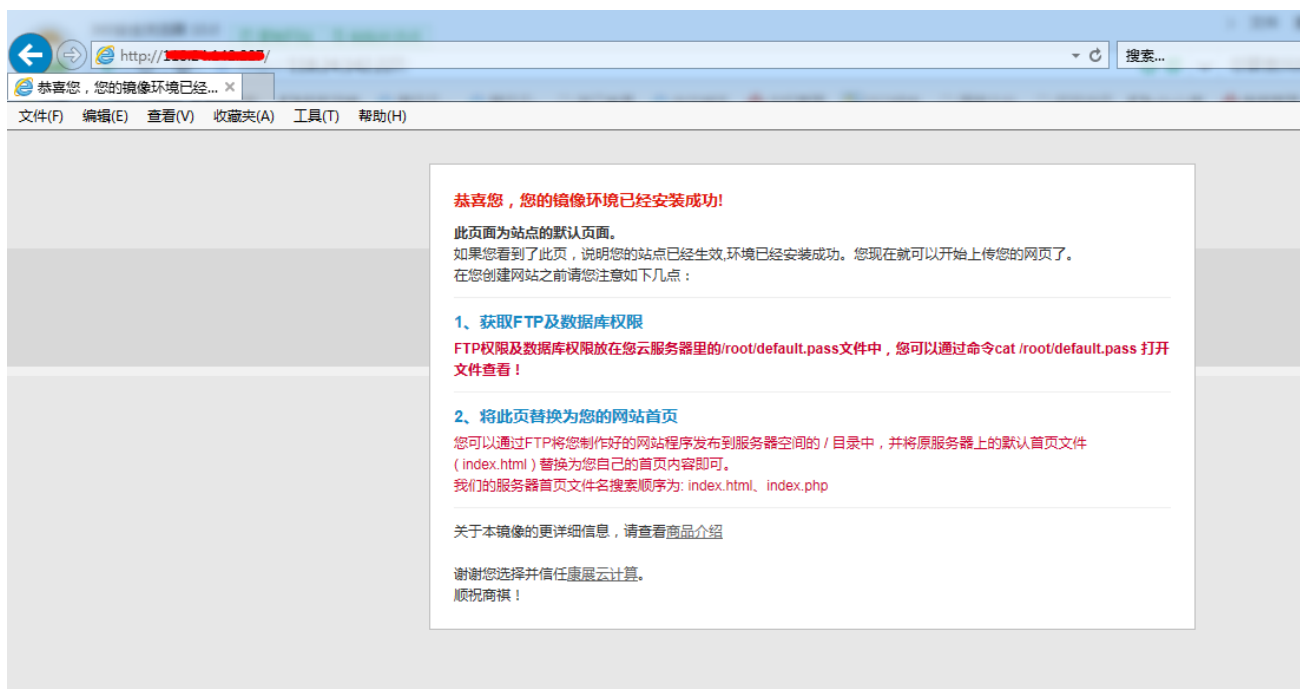 http://
搜索...
恭喜您，您的镜像环境已经...
文件(F) 编辑(E) 查看(V) 收藏夹(A) 工具(T) 帮助(H)
恭喜您，您的镜像环境已经安装成功!
此页面为站点的默认页面。
如果您看到了此页，说明您的站点已经生效,环境已经安装成功。您现在就可以开始上传您的网页了。
在您创建网站之前请您注意如下几点：
1、获取FTP及数据库权限
FTP权限及数据库权限放在您云服务器里的/root/default.pass文件中，您可以通过命令cat /root/default.pass 打开
文件查看！
2、将此页替换为您的网站首页
您可以通过FTP将您制作好的网站程序发布到服务器空间的 / 目录中，并将原服务器上的默认首页文件
( index.html ) 替换为您自己的首页内容即可。
我们的服务器首页文件名搜索顺序为: index.html、index.php
关于本镜像的更详细信息，请查看商品介绍
谢谢您选择并信任康展云计算。
顺祝商祺！